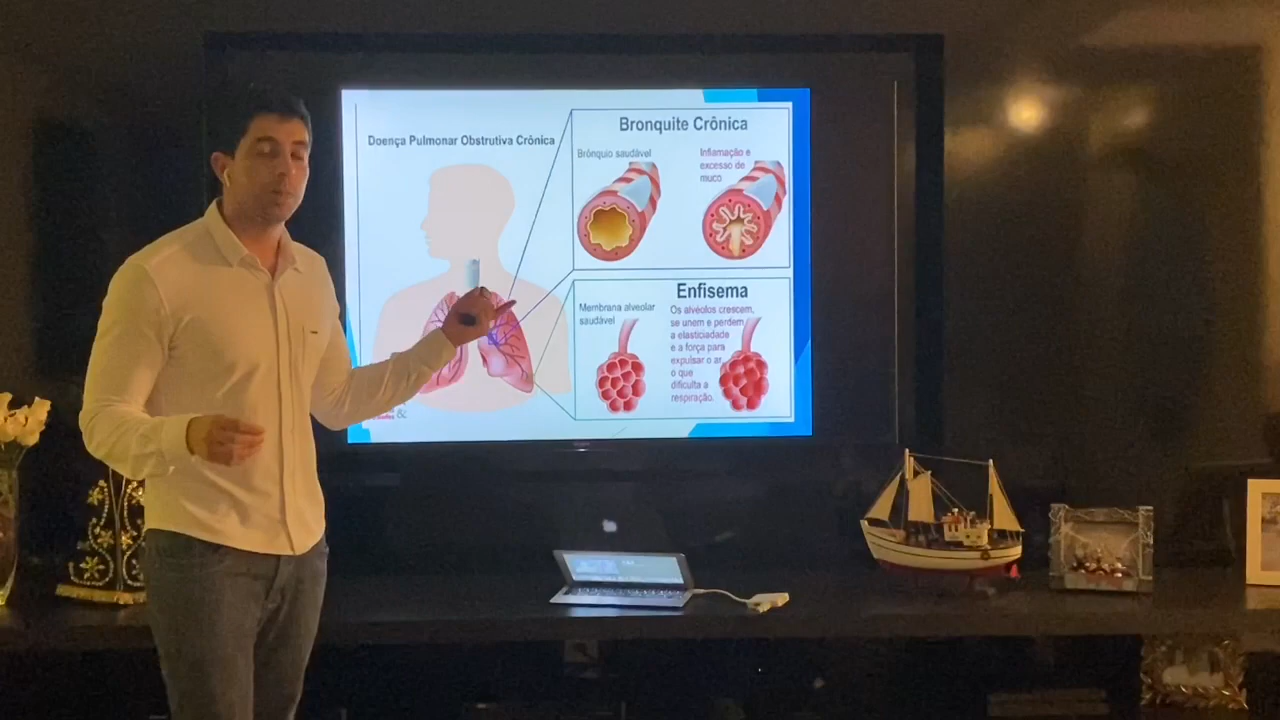 Doença Pulmonar Obstrutiva Crônica
Bronquite Crônica
Brônquio saudável
Inflamação e
excesso de
muco
Enfisema
Membrana alveolar
saudável
Os alvéolos crescem,
se unem e perdem
a elasticiadade
e a força para
expulsar o ar,
o que
dificulta a
respiração.
&